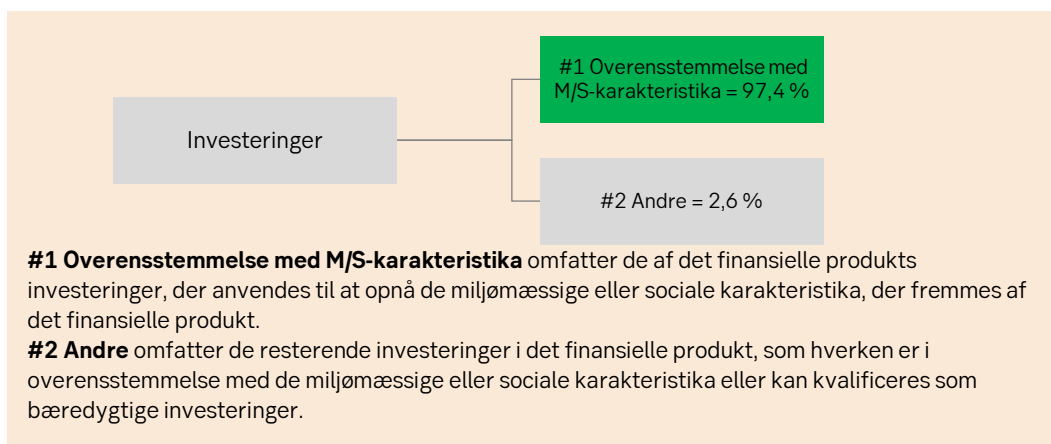 #1 Overensstemmelse med
M/S-karakteristika = 97,4 %
Investeringer
#2 Andre = 2,6 %
#1 Overensstemmelse med M/S-karakteristika omfatter de af det finansielle produkts
investeringer, der anvendes til at opnå de miljømæssige eller sociale karakteristika, der fremmes af
det finansielle produkt.
#2 Andre omfatter de resterende investeringer i det finansielle produkt, som hverken er i
overensstemmelse med de miljømæssige eller sociale karakteristika eller kan kvalificeres som
bæredygtige investeringer.